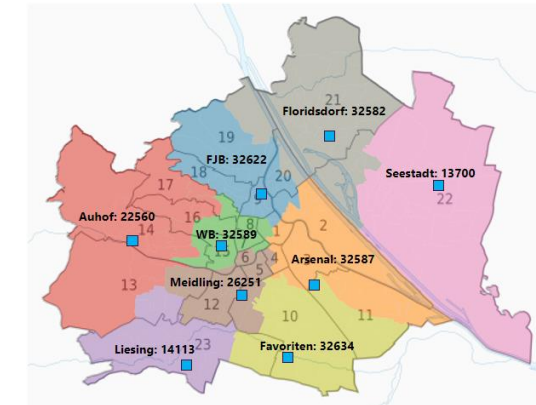 21
Floridsdorf: 32582
19
FJB: 32622
18
20
9
Seestadt: 13700
22
17
16
Auhof: 22560
14
WB: 32589
8
15
1
2
Arsenal: 32587
4
6
5
3
13
Meidling: 26251
12
10
11
Liesing: 14113
23
Favoriten: 32634